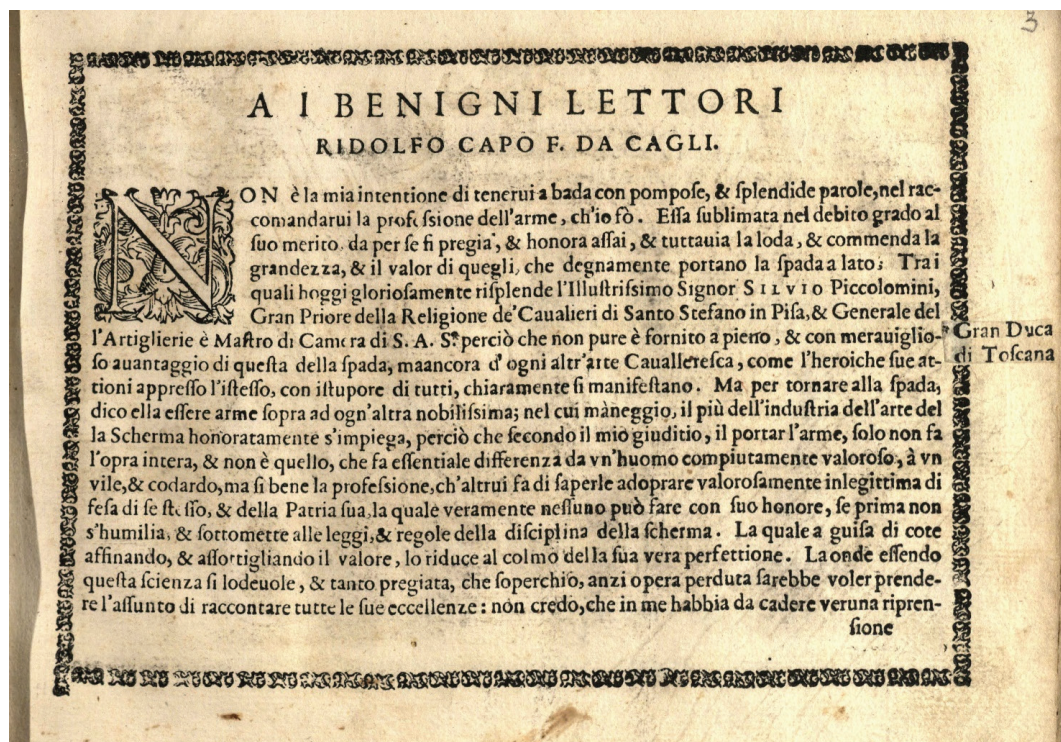 3
A I BENIGNI LETTORI
RIDOLFO CAPO F. DA CAGLI.
NON è la mia intentione di tenerui a bada con pompoſe, & ſplendide parole, nel rac-
comandarui la profeſsione dell'arme, ch'io fò. Eſſa ſublimata nel debito grado al
ſuo merito da per ſe ſi pregia, & honora aſſai, & tuttauia la loda, & commenda la
grandezza, & il valor di quegli, che degnamente portano la ſpada a lato; Tra i
quali hoggi glorioſamente riſplende l'Illuſtriſsimo Signor SILVIO Piccolomini,
Gran Priore della Religione de' Caualieri di Santo Stefano in Piſa, & Generale del
l'Artiglierie è Maſtro di Camera di S. A. S. perciò che non pure è fornito a pieno, & con merauiglio-
Gran Duca
di Toſcana
ſo auantaggio di queſta della ſpada, maancora d'ogni altr'arte Caualleresca, come l'heroiche ſue at-
tioni appreſſo l'iſteſſo, con iſtupore di tutti, chiaramente ſi manifeſtano. Ma per tornare alla ſpada,
dico ella eſſere arme ſopra ad ogn'altra nobiliſsima; nel cui maneggio, il più dell'induſtria dell'arte del
la Scherma honoratamente s'impiega, perciò che ſecondo il mio giuditio, il portar l'arme, ſolo non fa
l'opra intera, & non è quello, che fa eſſentiale differenza da vn'huomo compiutamente valoroſo, à vn
vile, & codardo, ma ſi bene la profeſsione, ch'altrui fa di ſaperle adoprare valoroſamente inlegittima di
feſa di ſe ſteſſo, & della Patria ſua, la quale veramente neſſuno può fare con ſuo honore, ſe prima non
s'humilia, & ſottomette alle leggi, & regole della diſciplina della ſcherma. La quale a guiſa di cote
affinando, & aſſottigliando il valore, lo riduce al colmo della ſua vera perfettione. La onde eſſendo
queſta ſcienza ſi lodeuole, & tanto pregiata, che ſoperchio, anzi opera perduta ſarebbe voler prende-
re l'aſſunto di raccontare tutte le ſue eccellenze: non credo, che in me habbia da cadere veruna ripren-
ſione